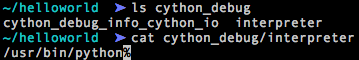 ~/helloworld ➤ ls cython_debug
cython_debug_info_cython_io  interpreter
~/helloworld ➤ cat cython_debug/interpreter
/usr/bin/python%